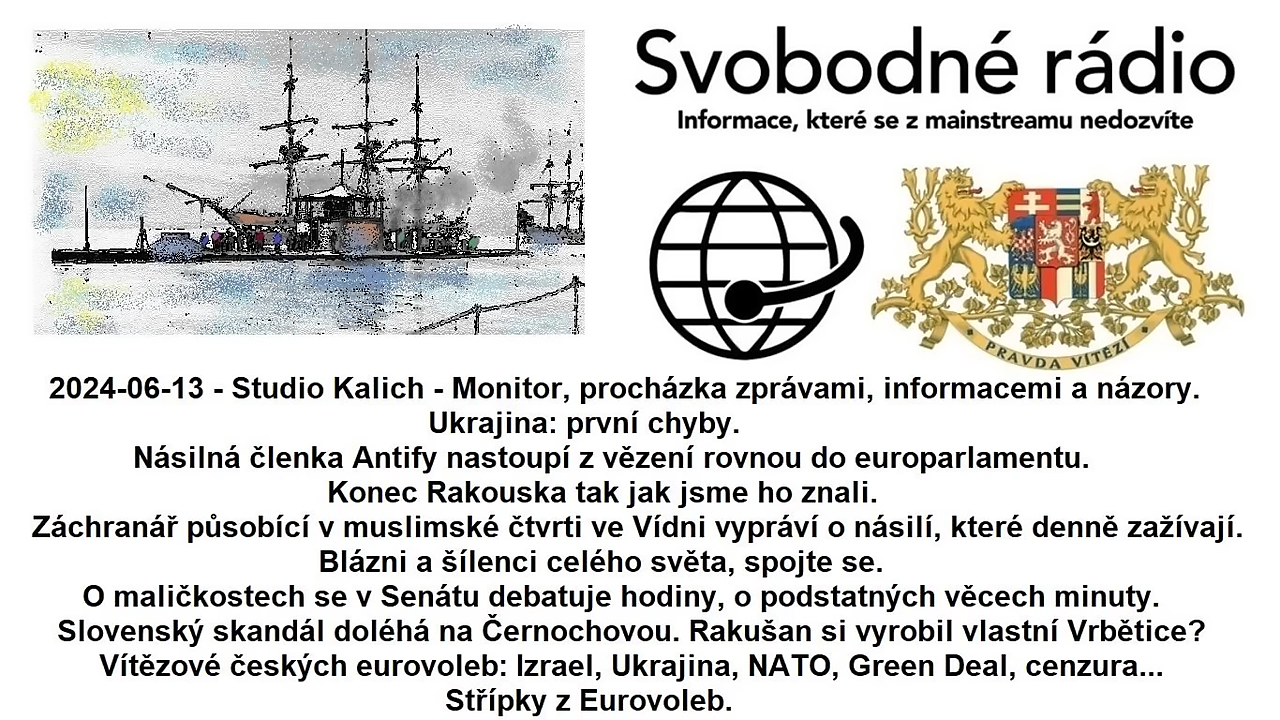 Svobodné rádio
Informace, které se z mainstreamu nedozvíte
PRAVDA VÍTĚZÍ
2024-06-13 - Studio Kalich - Monitor, procházka zprávami, informacemi a názory.
Ukrajina: první chyby.
Násilná členka Antify nastoupí z vězení rovnou do europarlamentu.
Konec Rakouska tak jak jsme ho znali.
Záchranář působící v muslimské čtvrti ve Vídni vypráví o násilí, které denně zažívají.
Blázni a šílenci celého světa, spojte se.
O maličkostech se v Senátu debatuje hodiny, o podstatných věcech minuty.
Slovenský skandál doléhá na Černochovou. Rakušan si vyrobil vlastní Vrbětice?
Vítězové českých eurovoleb: Izrael, Ukrajina, NATO, Green Deal, cenzura...
Střípky z Eurovoleb.